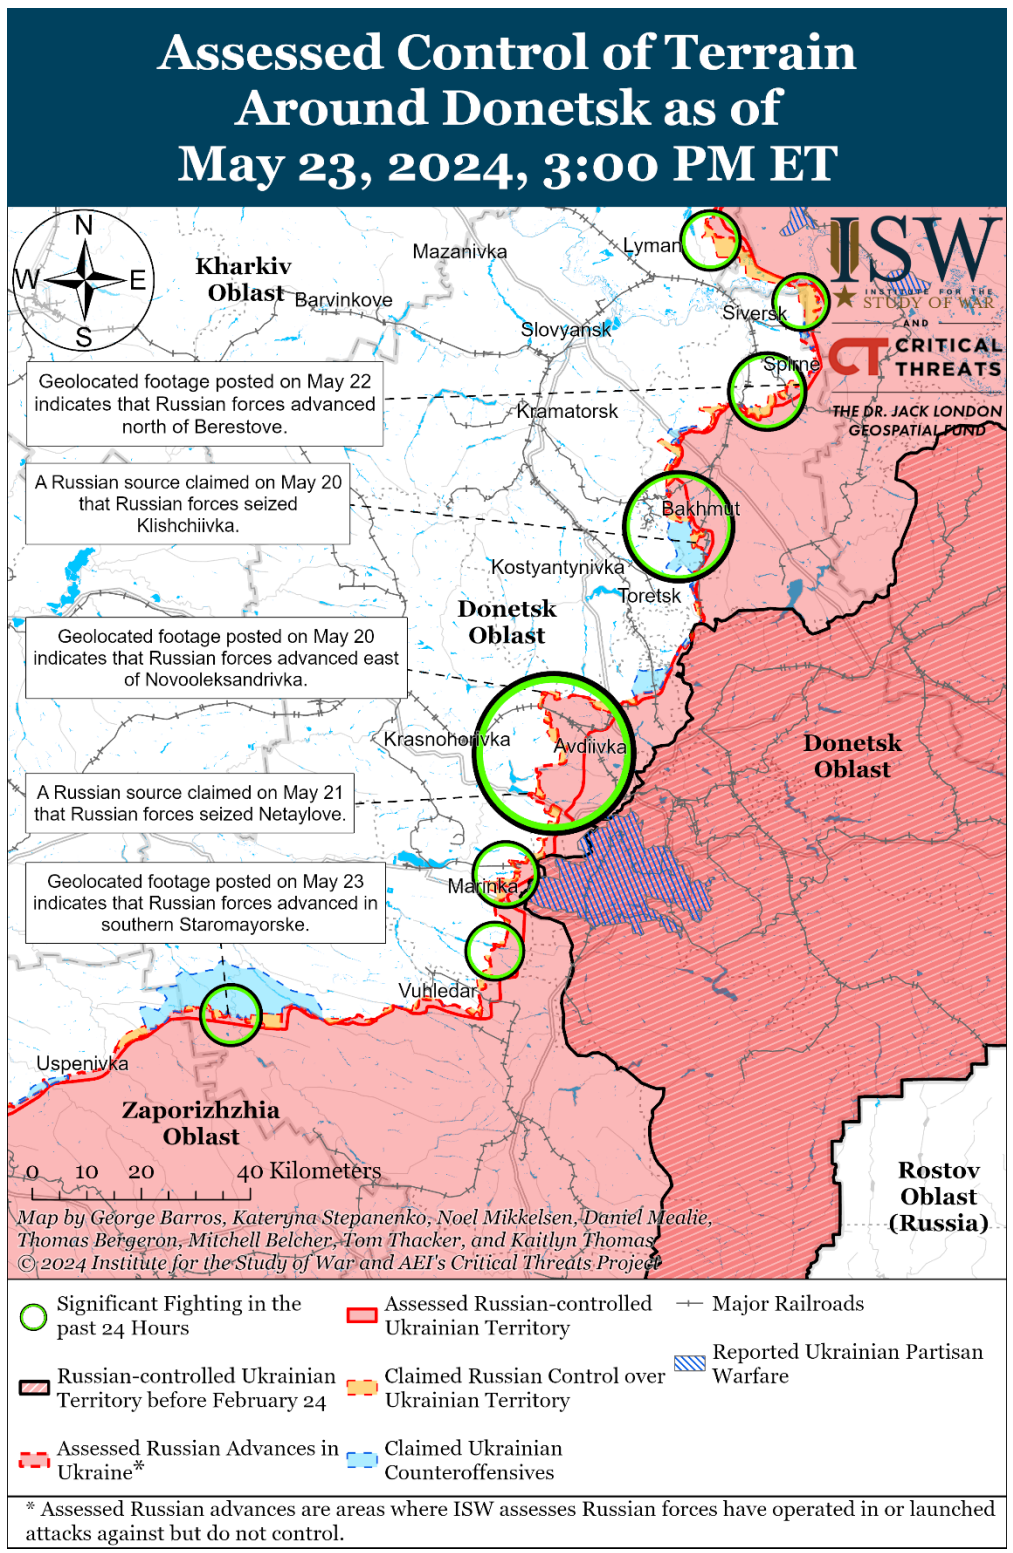 Assessed Control of Terrain
Around Donetsk as of
May 23, 2024, 3:00 PM ET
N
W
E
S
Kharkiv
Oblast
Mazanivka
Barvinkove
Lyman
Slovyansk
Siversk
Spirne
Kramatorsk
ISW
INSTITUTE FOR THE
STUDY OF WAR
AND
CT CRITICAL
THREATS
THE DR. JACK LONDON
GEOSPATIAL FUND
Geolocated footage posted on May 22
indicates that Russian forces advanced
north of Berestove.
A Russian source claimed on May 20
that Russian forces seized
Klishchiivka.
Bakhmut
Kostyantynivka
Toretsk
Donetsk
Oblast
Geolocated footage posted on May 20
indicates that Russian forces advanced east
of Novooleksandrivka.
Krasnohorivka
Avdiivka
Donetsk
Oblast
A Russian source claimed on May 21
that Russian forces seized Netaylove.
Geolocated footage posted on May 23
indicates that Russian forces advanced in
southern Staromayorske.
Marinka
Vuhledar
Uspenivka
Zaporizhzhia
Oblast
Rostov
Oblast
(Russia)
0 10 20 40 Kilometers
Map by George Barros, Kateryna Stepanenko, Noel Mikkelsen, Daniel Mealie,
Thomas Bergeron, Mitchell Belcher, Tom Thacker, and Kaitlyn Thomas
© 2024 Institute for the Study of War and AEI's Critical Threats Project
Significant Fighting in the
past 24 Hours
Russian-controlled Ukrainian
Territory before February 24
Assessed Russian Advances in
Ukraine*
Assessed Russian-controlled
Ukrainian Territory
Claimed Russian Control over
Ukrainian Territory
Claimed Ukrainian
Counteroffensives
Major Railroads
Reported Ukrainian Partisan
Warfare
* Assessed Russian advances are areas where ISW assesses Russian forces have operated in or launched
attacks against but do not control.